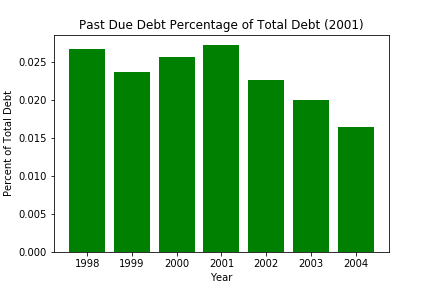 Past Due Debt Percentage of Total Debt (2001)
Percent of Total Debt
0.025
0.020
0.015
0.010
0.005
0.000
1998 1999 2000 2001 2002 2003 2004
Year